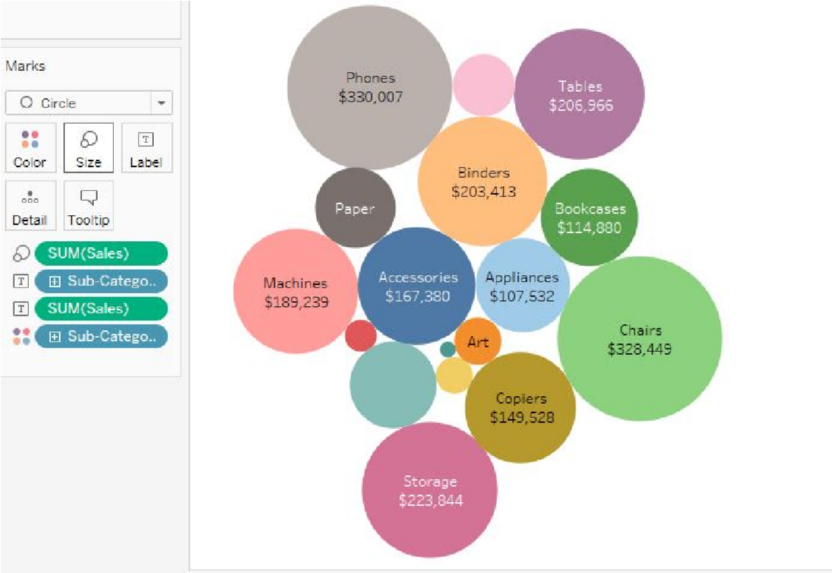 Marks
Circle
Color
Size
Label
Detail
Tooltip
SUM(Sales)
Sub-Catego..
SUM(Sales)
Sub-Catego..
Phones
$330,007
Tables
$206,966
Binders
$203,413
Paper
Bookcases
$114,880
Machines
$189,239
Accessories
$167,380
Appliances
$107,532
Chairs
$328,449
Art
Copiers
$149,528
Storage
$223,844